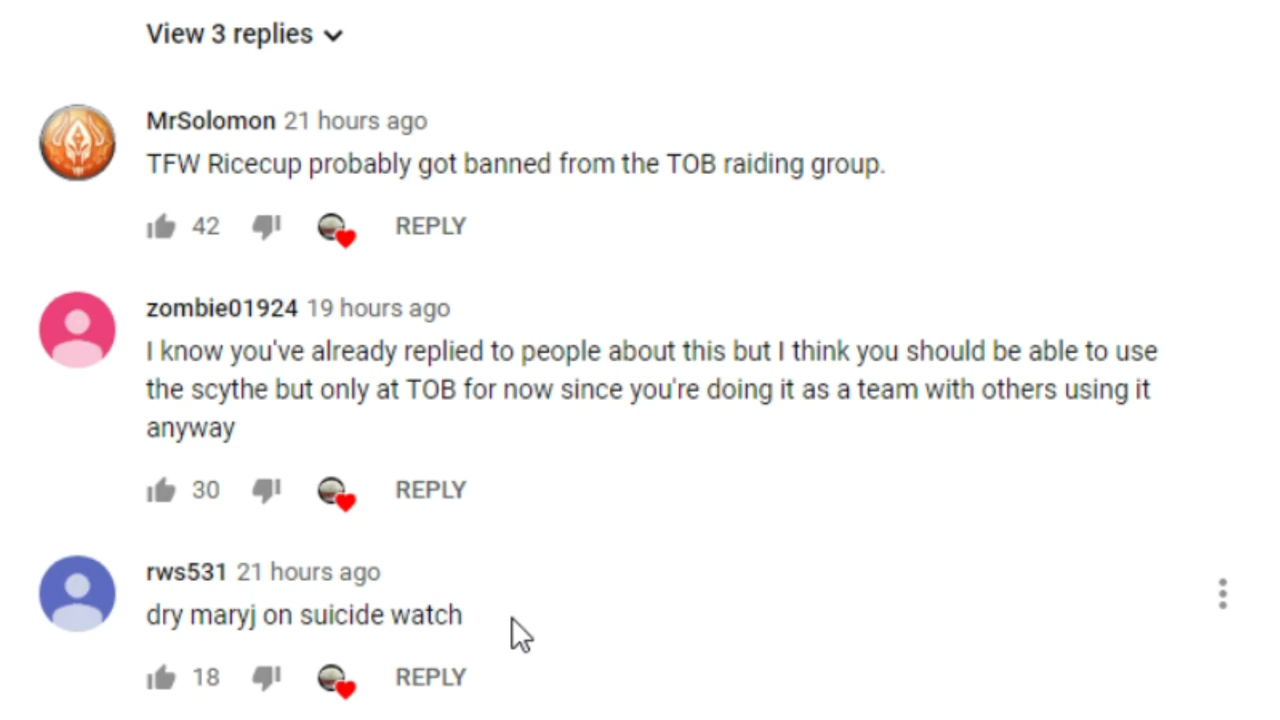 View 3 replies
MrSolomon 21 hours ago
TFW Ricecup probably got banned from the TOB raiding group.
42 REPLY
zombie01924 19 hours ago
I know you've already replied to people about this but I think you should be able to use
the scythe but only at TOB for now since you're doing it as a team with others using it
anyway
30 REPLY
rws531 21 hours ago
dry maryj on suicide watch
18 REPLY